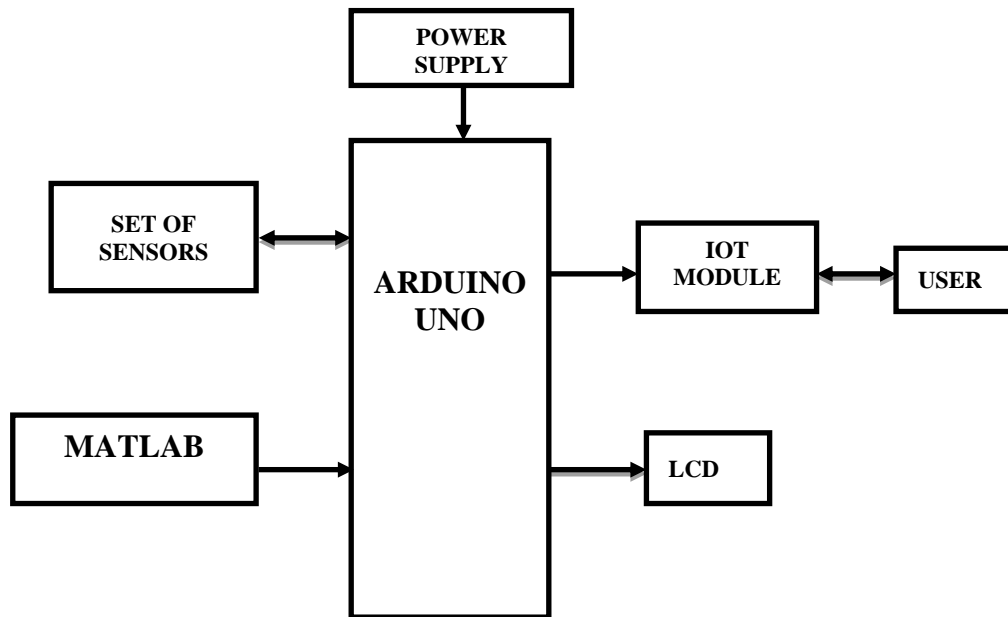 POWER
SUPPLY
SET OF
SENSORS
ARDUINO
UNO
IOT
MODULE
USER
MATLAB
LCD